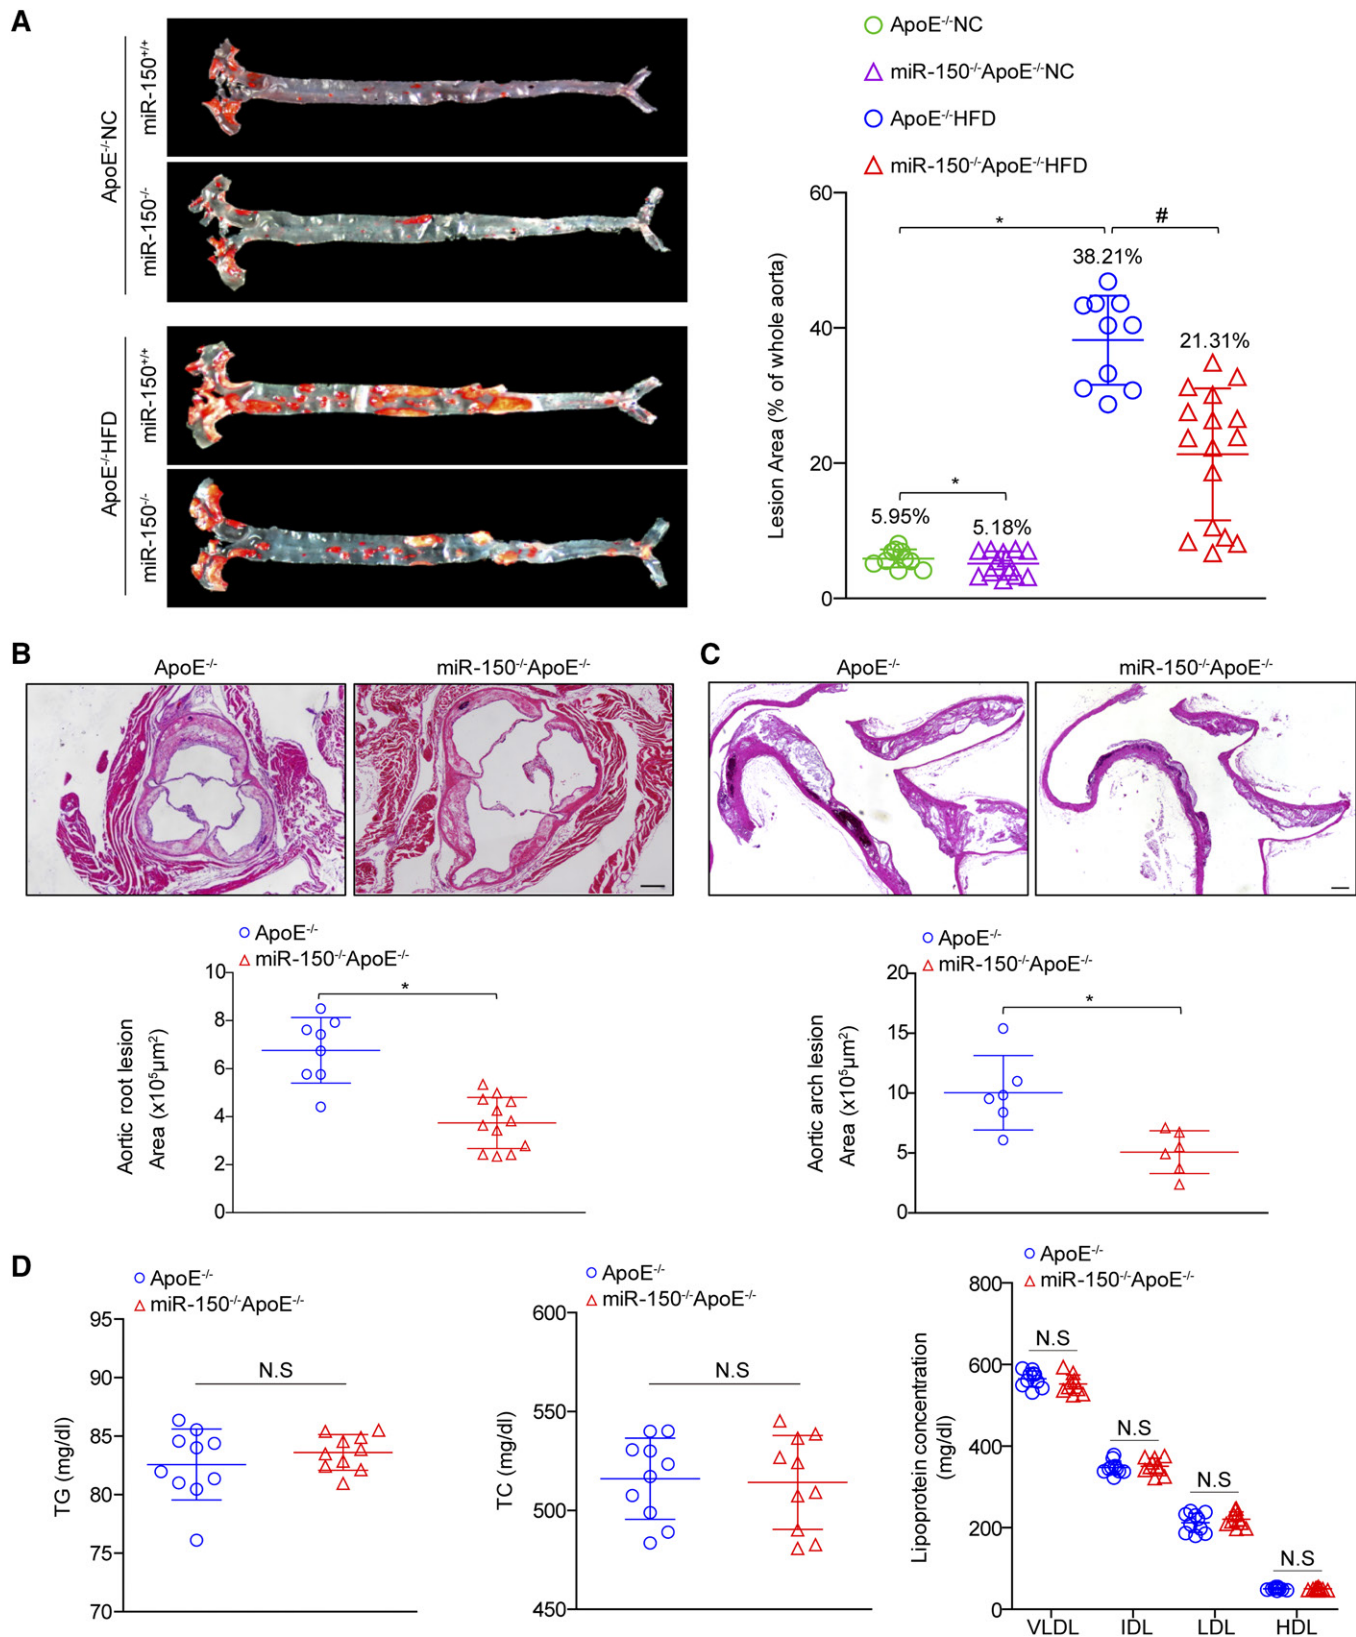 A
ApoE-/-NC
miR-150+/+
miR-150-/-
ApoE-/-HFD
miR-150+/+
miR-150-/-
ApoE-/-NC
miR-150-/-ApoE-/-NC
ApoE-/-HFD
miR-150-/-ApoE-/-HFD
Lesion Area (% of whole aorta)
60
40
20
0
*
#
38.21%
21.31%
*
5.95%
5.18%
B
ApoE-/-
miR-150-/-ApoE-/-
ApoE-/-
miR-150-/-ApoE-/-
Aortic root lesion
Area (x10⁵µm²)
10
8
6
4
2
0
*
C
ApoE-/-
miR-150-/-ApoE-/-
ApoE-/-
miR-150-/-ApoE-/-
Aortic arch lesion
Area (x10⁵µm²)
20
15
10
5
0
*
D
ApoE-/-
miR-150-/-ApoE-/-
TG (mg/dl)
95
90
85
80
75
70
N.S
ApoE-/-
miR-150-/-ApoE-/-
TC (mg/dl)
600
550
500
450
N.S
ApoE-/-
miR-150-/-ApoE-/-
Lipoprotein concentration
(mg/dl)
800
600
400
200
0
N.S
N.S
N.S
N.S
VLDL IDL LDL HDL